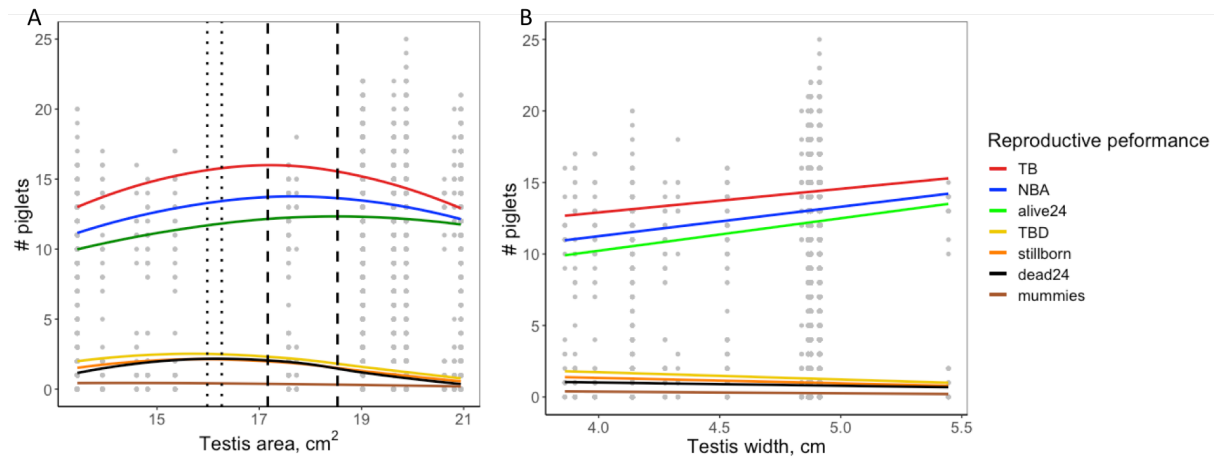 A
# piglets
25
20
15
10
5
0
15
17
19
21
Testis area, cm2
B
# piglets
25
20
15
10
5
0
4.0
4.5
5.0
5.5
Testis width, cm
Reproductive peformance
TB
NBA
alive24
TBD
stillborn
dead24
mummies